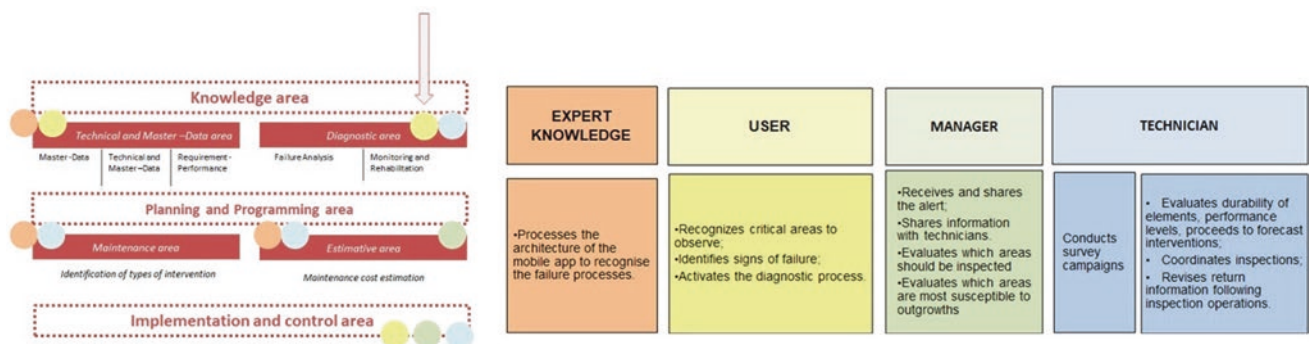 Knowledge area
Technical and Master –Data area
Diagnostic area
Master-Data
Technical and
Master–Data
Requirement-
Performance
Failure Analysis
Monitoring and
Rehabilitation
Planning and Programming area
Maintenance area
Estimative area
Identification of types of intervention
Maintenance cost estimation
Implementation and control area
EXPERT
KNOWLEDGE
USER
MANAGER
TECHNICIAN
•Processes the
architecture of the
mobile app to recognise
the failure processes.
•Recognizes critical areas to
observe;
•Identifies signs of failure;
•Activates the diagnostic process.
•Receives and shares
the alert;
•Shares information
with technicians.
•Evaluates which areas
should be inspected
•Evaluates which areas
are most susceptible to
outgrowths
Conducts
survey
campaigns
• Evaluates durability of
elements, performance
levels, proceeds to forecast
interventions;
• Coordinates inspections;
• Revises return
information following
inspection operations.